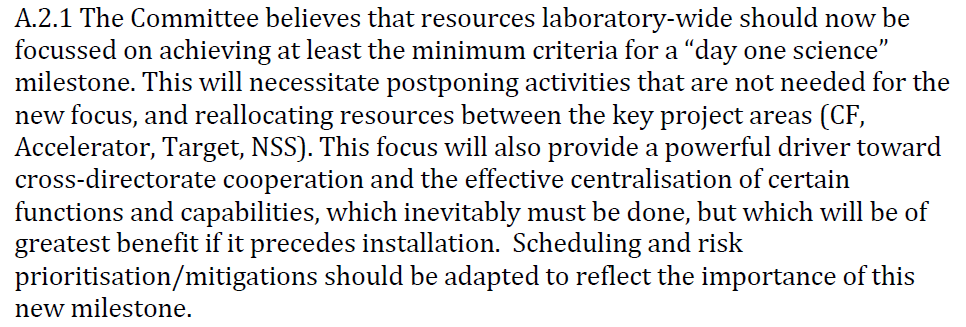 A.2.1 The Committee believes that resources laboratory-wide should now be
focussed on achieving at least the minimum criteria for a “day one science”
milestone. This will necessitate postponing activities that are not needed for the
new focus, and reallocating resources between the key project areas (CF,
Accelerator, Target, NSS). This focus will also provide a powerful driver toward
cross-directorate cooperation and the effective centralisation of certain
functions and capabilities, which inevitably must be done, but which will be of
greatest benefit if it precedes installation.  Scheduling and risk
prioritisation/mitigations should be adapted to reflect the importance of this
new milestone.